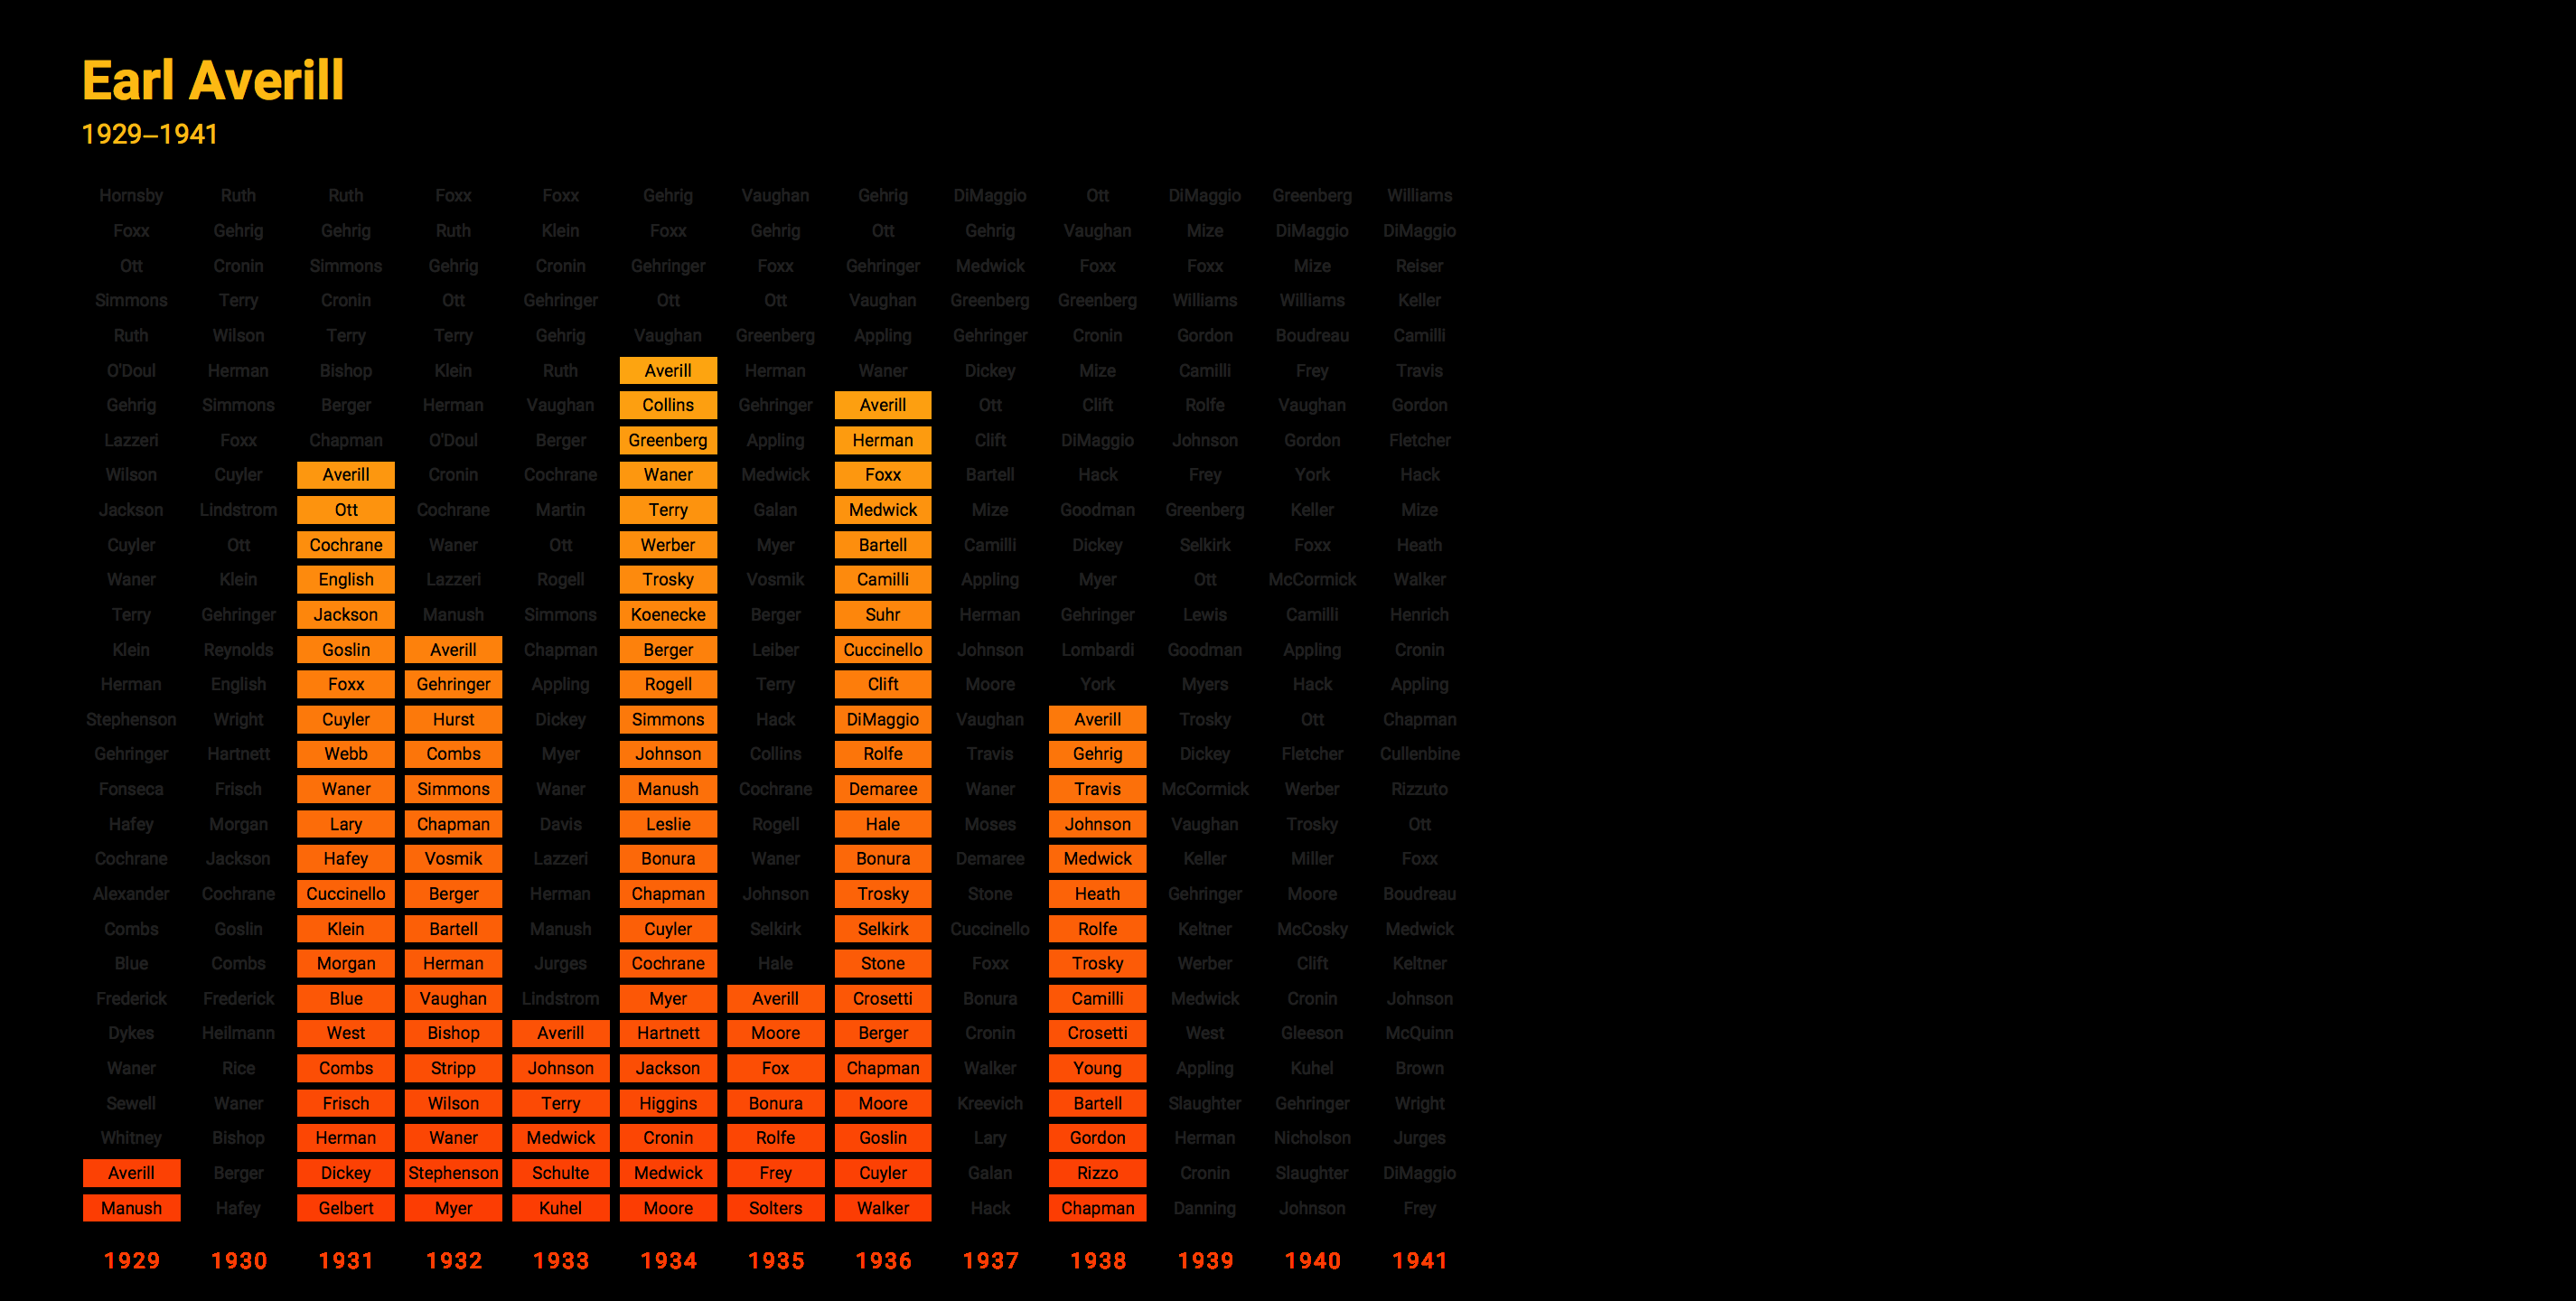 Earl Averill
1929–1941
Hornsby Ruth Ruth Foxx Foxx Gehrig Vaughan Gehrig DiMaggio Ott DiMaggio Greenberg Williams
Foxx Gehrig Gehrig Ruth Klein Foxx Gehrig Ott Gehrig Vaughan Mize DiMaggio DiMaggio
Ott Cronin Simmons Gehrig Cronin Gehringer Foxx Gehringer Medwick Foxx Foxx Mize Reiser
Simmons Terry Cronin Ott Gehringer Ott Ott Vaughan Greenberg Greenberg Williams Williams Keller
Ruth Wilson Terry Terry Gehrig Vaughan Greenberg Appling Gehringer Cronin Gordon Boudreau Camilli
O'Doul Herman Bishop Klein Ruth Averill Herman Waner Dickey Mize Camilli Frey Travis
Gehrig Simmons Berger Herman Vaughan Collins Gehringer Averill Ott Clift Rolfe Vaughan Gordon
Lazzeri Foxx Chapman O'Doul Berger Greenberg Appling Herman Clift DiMaggio Johnson Gordon Fletcher
Wilson Cuyler Averill Cronin Cochrane Waner Medwick Foxx Bartell Hack Frey York Hack
Jackson Lindstrom Ott Cochrane Martin Terry Galan Medwick Mize Goodman Greenberg Keller Mize
Cuyler Ott Cochrane Waner Ott Werber Myer Bartell Camilli Dickey Selkirk Foxx Heath
Waner Klein English Lazzeri Rogell Trosky Vosmik Camilli Appling Myer Ott McCormick Walker
Terry Gehringer Jackson Manush Simmons Koenecke Berger Suhr Herman Gehringer Lewis Camilli Henrich
Klein Reynolds Goslin Averill Chapman Berger Leiber Cuccinello Johnson Lombardi Goodman Appling Cronin
Herman English Foxx Gehringer Appling Rogell Terry Clift Moore York Myers Hack Appling
Stephenson Wright Cuyler Hurst Dickey Simmons Hack DiMaggio Vaughan Averill Trosky Ott Chapman
Gehringer Hartnett Webb Combs Myer Johnson Collins Rolfe Travis Gehrig Dickey Fletcher Cullenbine
Fonseca Frisch Waner Simmons Waner Manush Cochrane Demaree Waner Travis McCormick Werber Rizzuto
Hafey Morgan Lary Chapman Davis Leslie Rogell Hale Moses Johnson Vaughan Trosky Ott
Cochrane Jackson Hafey Vosmik Lazzeri Bonura Waner Bonura Demaree Medwick Keller Miller Foxx
Alexander Cochrane Cuccinello Berger Herman Chapman Johnson Trosky Stone Heath Gehringer Moore Boudreau
Combs Goslin Klein Bartell Manush Cuyler Selkirk Selkirk Cuccinello Rolfe Keltner McCosky Medwick
Blue Combs Morgan Herman Jurges Cochrane Hale Stone Foxx Trosky Werber Clift Keltner
Frederick Frederick Blue Vaughan Lindstrom Myer Averill Crosetti Bonura Camilli Medwick Cronin Johnson
Dykes Heilmann West Bishop Averill Hartnett Moore Berger Cronin Crosetti West Gleeson McQuinn
Waner Rice Combs Stripp Johnson Jackson Fox Chapman Walker Young Appling Kuhel Brown
Sewell Waner Frisch Wilson Terry Higgins Bonura Moore Kreevich Bartell Slaughter Gehringer Wright
Whitney Bishop Herman Waner Medwick Cronin Rolfe Goslin Lary Gordon Herman Nicholson Jurges
Averill Berger Dickey Stephenson Schulte Medwick Frey Cuyler Galan Rizzo Cronin Slaughter DiMaggio
Manush Hafey Gelbert Myer Kuhel Moore Solters Walker Hack Chapman Danning Johnson Frey
1929 1930 1931 1932 1933 1934 1935 1936 1937 1938 1939 1940 1941